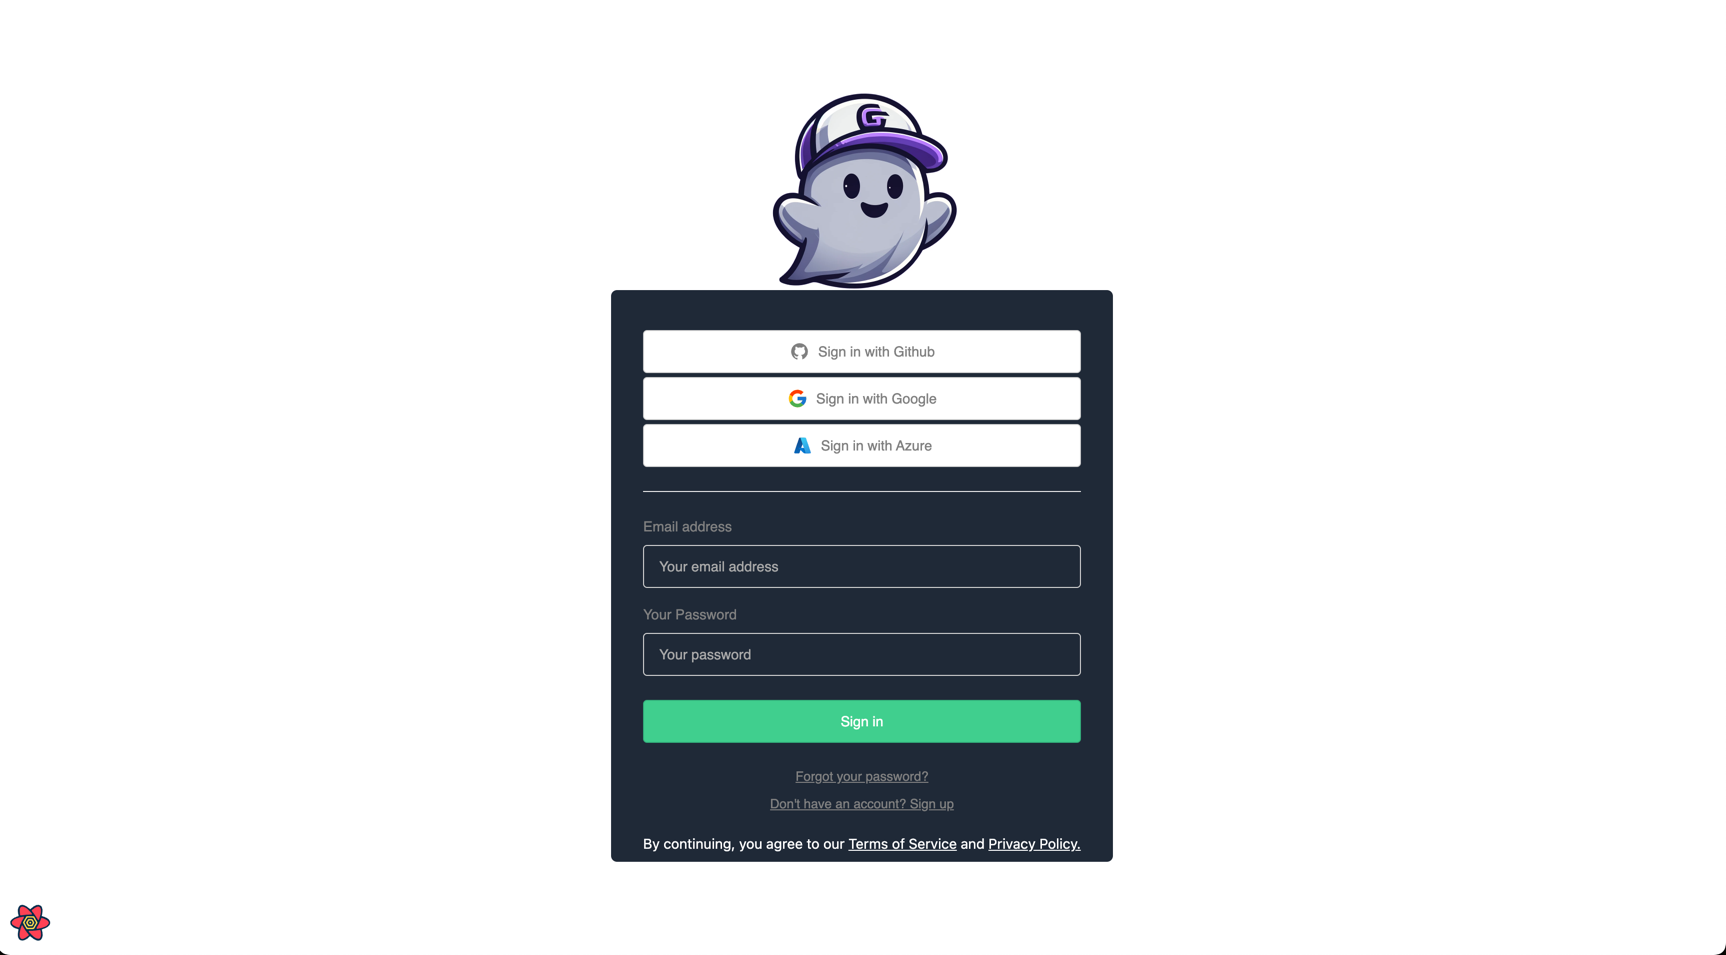 G
Sign in with Github
Sign in with Google
Sign in with Azure
Email address
Your email address
Your Password
Your password
Sign in
Forgot your password?
Don't have an account? Sign up
By continuing, you agree to our Terms of Service and Privacy Policy.